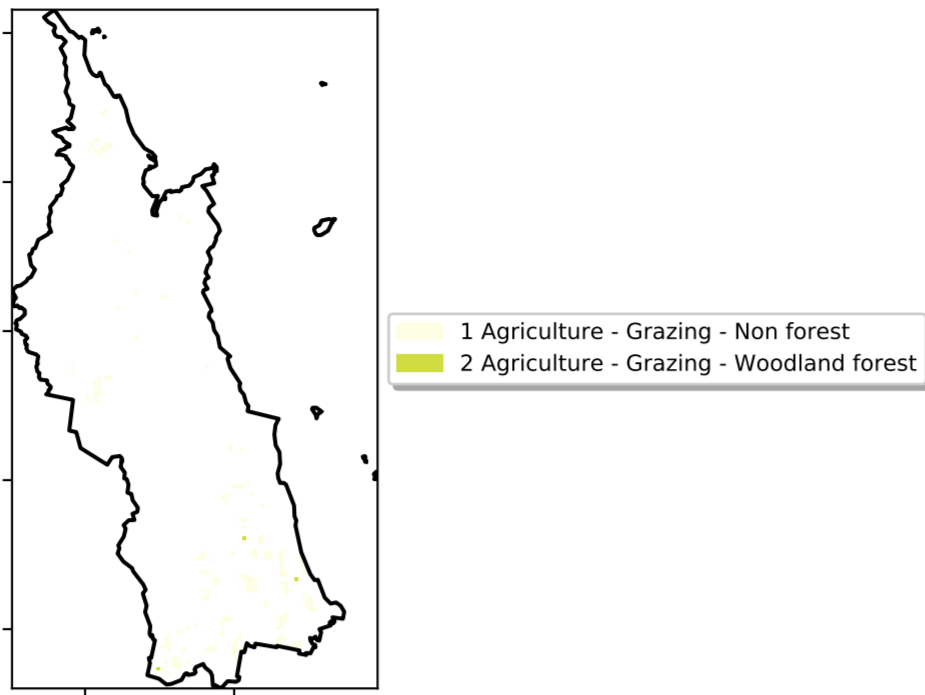 1 Agriculture - Grazing - Non forest
2 Agriculture - Grazing - Woodland forest